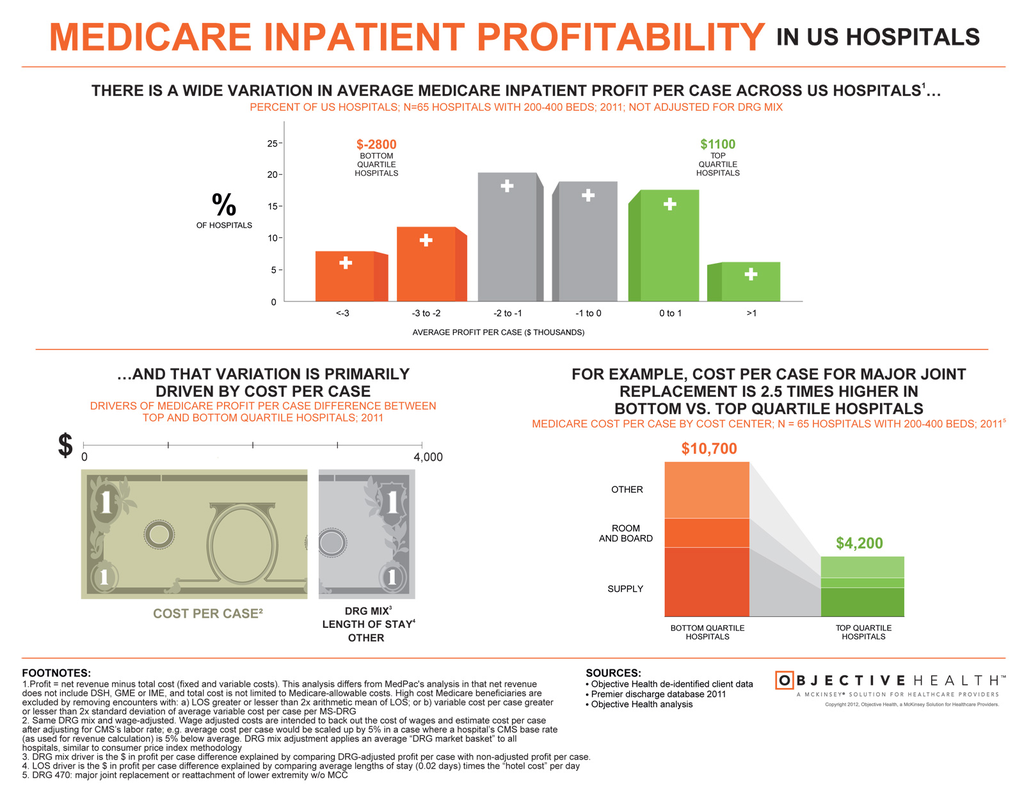 MEDICARE INPATIENT PROFITABILITY IN US HOSPITALS
THERE IS A WIDE VARIATION IN AVERAGE MEDICARE INPATIENT PROFIT PER CASE ACROSS US HOSPITALS¹…
PERCENT OF US HOSPITALS; N=65 HOSPITALS WITH 200-400 BEDS; 2011; NOT ADJUSTED FOR DRG MIX
%
OF HOSPITALS
25
20
15
10
5
0
$-2800
BOTTOM
QUARTILE
HOSPITALS
$1100
TOP
QUARTILE
HOSPITALS
<-3
-3 to -2
-2 to -1
-1 to 0
0 to 1
>1
AVERAGE PROFIT PER CASE ($ THOUSANDS)
…AND THAT VARIATION IS PRIMARILY
DRIVEN BY COST PER CASE
DRIVERS OF MEDICARE PROFIT PER CASE DIFFERENCE BETWEEN
TOP AND BOTTOM QUARTILE HOSPITALS; 2011
$
0
4,000
1
1
1
1
COST PER CASE²
DRG MIX³
LENGTH OF STAY⁴
OTHER
FOR EXAMPLE, COST PER CASE FOR MAJOR JOINT
REPLACEMENT IS 2.5 TIMES HIGHER IN
BOTTOM VS. TOP QUARTILE HOSPITALS
MEDICARE COST PER CASE BY COST CENTER; N = 65 HOSPITALS WITH 200-400 BEDS; 2011⁵
$10,700
OTHER
ROOM
AND BOARD
SUPPLY
$4,200
BOTTOM QUARTILE
HOSPITALS
TOP QUARTILE
HOSPITALS
FOOTNOTES:
1.Profit = net revenue minus total cost (fixed and variable costs). This analysis differs from MedPac's analysis in that net revenue
does not include DSH, GME or IME, and total cost is not limited to Medicare-allowable costs. High cost Medicare beneficiaries are
excluded by removing encounters with: a) LOS greater or lesser than 2x arithmetic mean of LOS; or b) variable cost per case greater
or lesser than 2x standard deviation of average variable cost per case per MS-DRG
2. Same DRG mix and wage-adjusted. Wage adjusted costs are intended to back out the cost of wages and estimate cost per case
after adjusting for CMS's labor rate; e.g. average cost per case would be scaled up by 5% in a case where a hospital's CMS base rate
(as used for revenue calculation) is 5% below average. DRG mix adjustment applies an average “DRG market basket” to all
hospitals, similar to consumer price index methodology
3. DRG mix driver is the $ in profit per case difference explained by comparing DRG-adjusted profit per case with non-adjusted profit per case.
4. LOS driver is the $ in profit per case difference explained by comparing average lengths of stay (0.02 days) times the “hotel cost” per day
5. DRG 470: major joint replacement or reattachment of lower extremity w/o MCC
SOURCES:
• Objective Health de-identified client data
• Premier discharge database 2011
• Objective Health analysis
OBJECTIVE HEALTH™
A MCKINSEY® SOLUTION FOR HEALTHCARE PROVIDERS
Copyright 2012, Objective Health, a McKinsey Solution for Healthcare Providers.